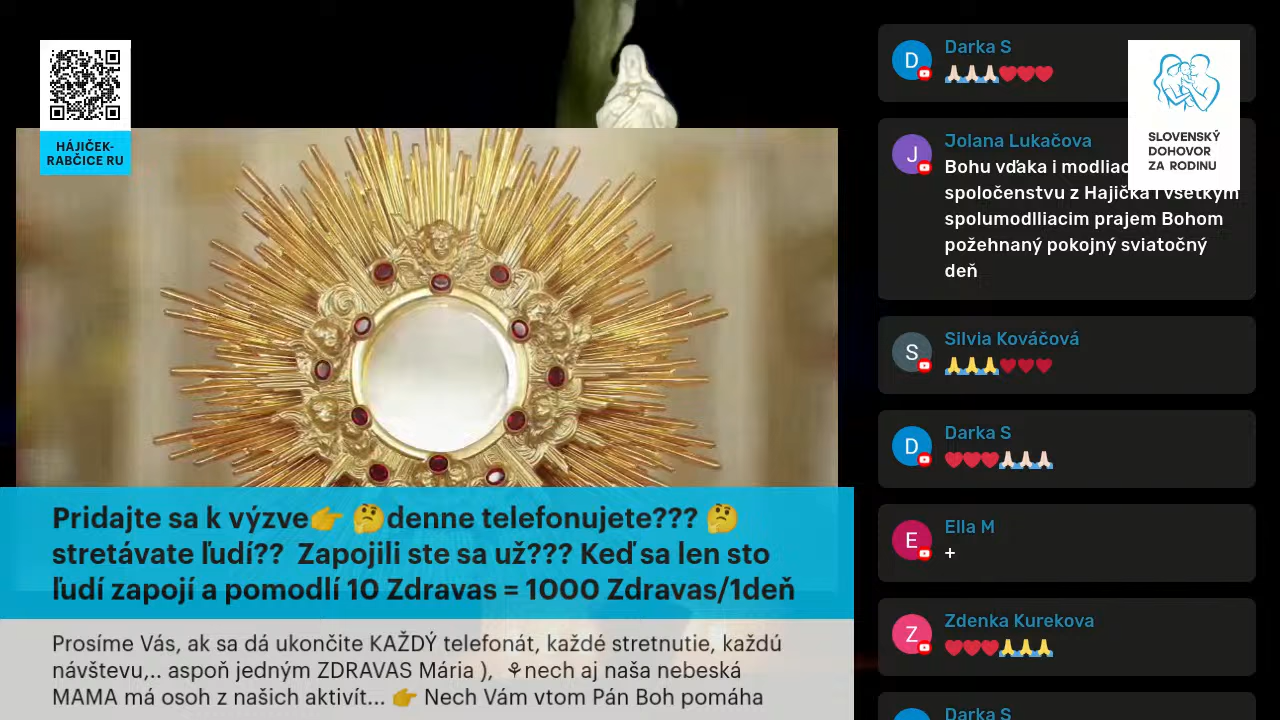 HÁJIČEK-
RABČICE RU
Pridajte sa k výzve👉 🤔denne telefonujete??? 🤔
stretávate ľudí??  Zapojili ste sa už??? Keď sa len sto
ľudí zapojí a pomodlí 10 Zdravas = 1000 Zdravas/1deň
Prosíme Vás, ak sa dá ukončite KAŽDÝ telefonát, každé stretnutie, každú
návštevu,.. aspoň jedným ZDRAVAS Mária ),  ⚘nech aj naša nebeská
MAMA má osoh z našich aktivít... 👉 Nech Vám vtom Pán Boh pomáha
D
Darka S
🙏🏻🙏🏻🙏🏻❤️❤️❤️
SLOVENSKÝ
DOHOVOR
ZA RODINU
J
Jolana Lukačova
Bohu vďaka i
spoločenstvu z Hajička i všetkým
spolumodlliacim prajem Bohom
požehnaný pokojný sviatočný
deň
S
Silvia Kováčová
🙏🙏🙏♥️♥️♥️
D
Darka S
❤️❤️❤️🙏🏻🙏🏻🙏🏻
E
Ella M
+
Z
Zdenka Kurekova
❤️❤️❤️🙏🙏🙏
Darka S